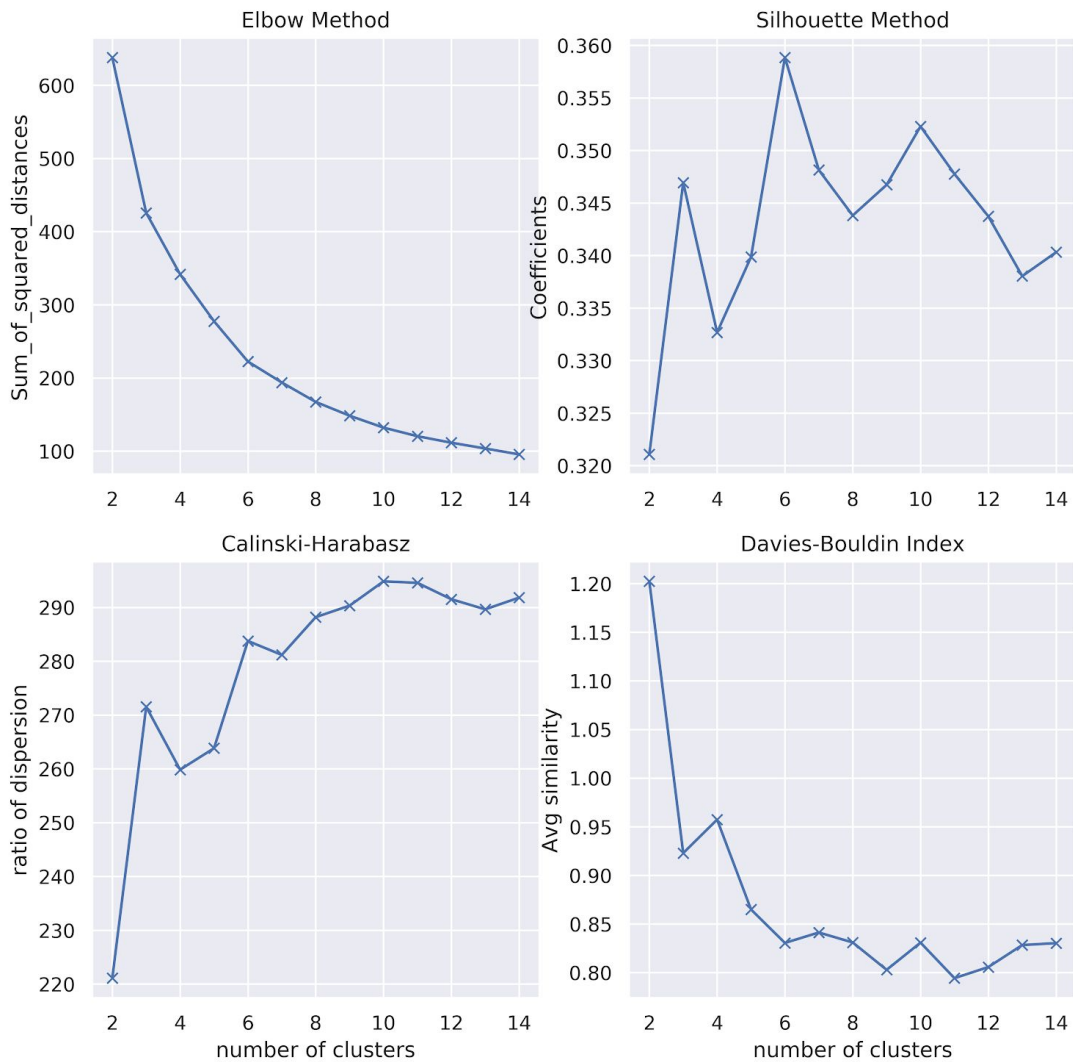 Elbow Method
Sum_of_squared_distances
600
500
400
300
200
100
2 4 6 8 10 12 14
Silhouette Method
Coefficients
0.360
0.355
0.350
0.345
0.340
0.335
0.330
0.325
0.320
2 4 6 8 10 12 14
Calinski-Harabasz
ratio of dispersion
290
280
270
260
250
240
230
220
2 4 6 8 10 12 14
number of clusters
Davies-Bouldin Index
Avg similarity
1.20
1.15
1.10
1.05
1.00
0.95
0.90
0.85
0.80
2 4 6 8 10 12 14
number of clusters